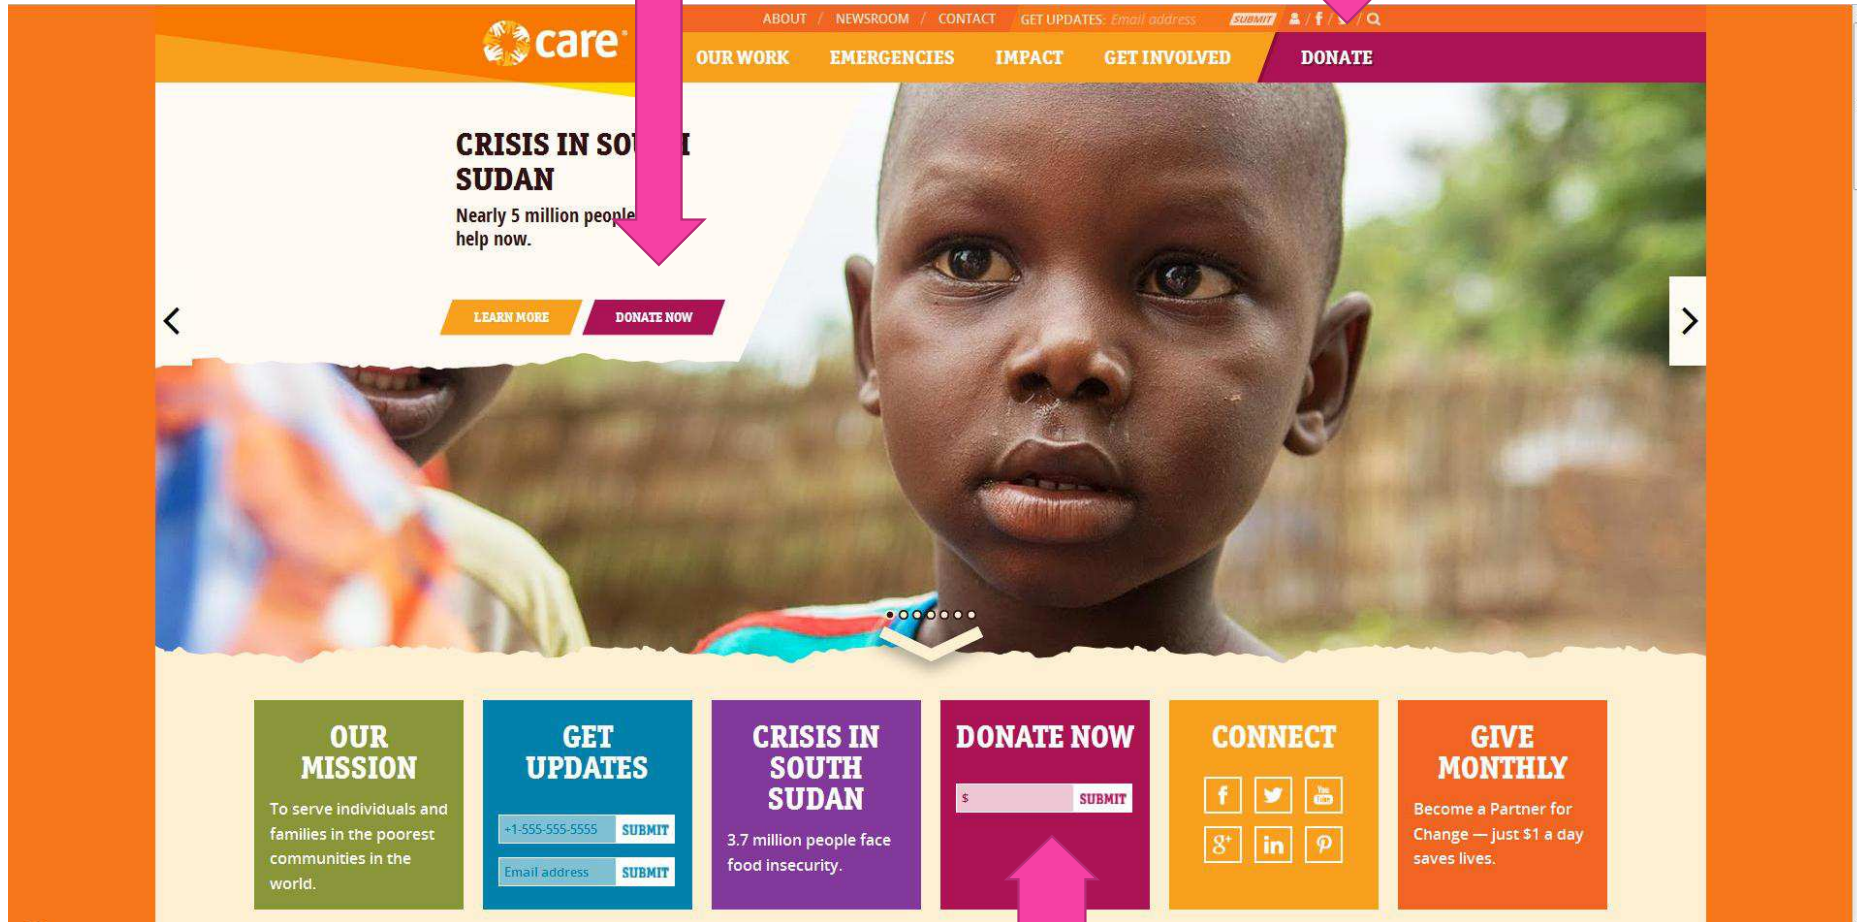 ABOUT / NEWSROOM / CONTACT GET UPDATES: Email address SUBMIT
care
OUR WORK EMERGENCIES IMPACT GET INVOLVED DONATE
CRISIS IN
SUDAN
Nearly 5 million people
help now.
LEARN MORE DONATE NOW
OUR
MISSION
To serve individuals and
families in the poorest
communities in the
world.
GET
UPDATES
+1-555-555-5555 SUBMIT
Email address SUBMIT
CRISIS IN
SOUTH
SUDAN
3.7 million people face
food insecurity.
DONATE NOW
$ SUBMIT
CONNECT
f You Tube
g+ in
GIVE
MONTHLY
Become a Partner for
Change — just $1 a day
saves lives.